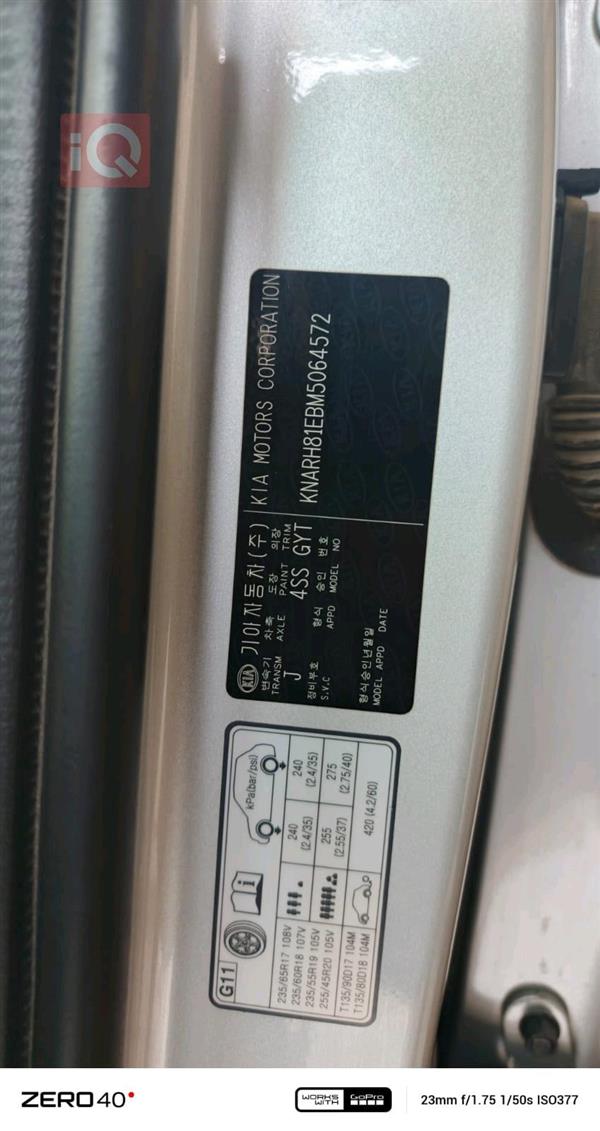 iQ
KIA 기아자동차(주) KIA MOTORS CORPORATION
변속기 차축 도장 외장
TRANSM AXLE PAINT TRIM
J 4SS GYT KNARH81EBM5064572
정비부호 형식 승인 번호
S.V.C APPD MODEL NO
형식승인년월일
MODEL APPD DATE
G11
kPa(bar/psi)
235/65R17 108V
235/60R18 107V
235/55R19 105V
255/45R20 105V
240
(2.4/35)
240
(2.4/35)
255
(2.55/37)
275
(2.75/40)
T135/90D17 104M
T135/80D18 104M
420 (4.2/60)
ZERO 40
WORKS WITH GoPro
23mm f/1.75 1/50s ISO377